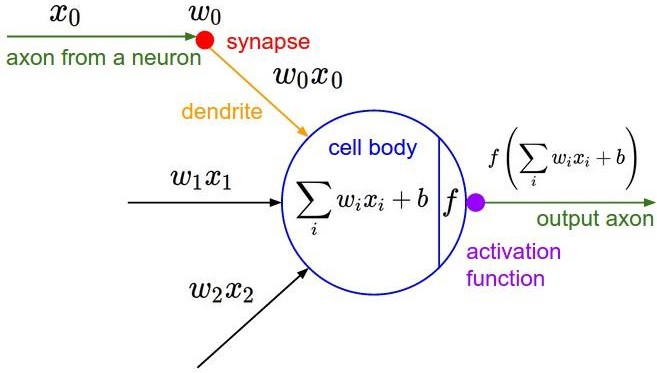 x₀
w₀
axon from a neuron
synapse
w₀x₀
dendrite
cell body
f(∑ᵢ wᵢxᵢ + b)
w₁x₁
∑ᵢ wᵢxᵢ + b
f
output axon
activation
function
w₂x₂